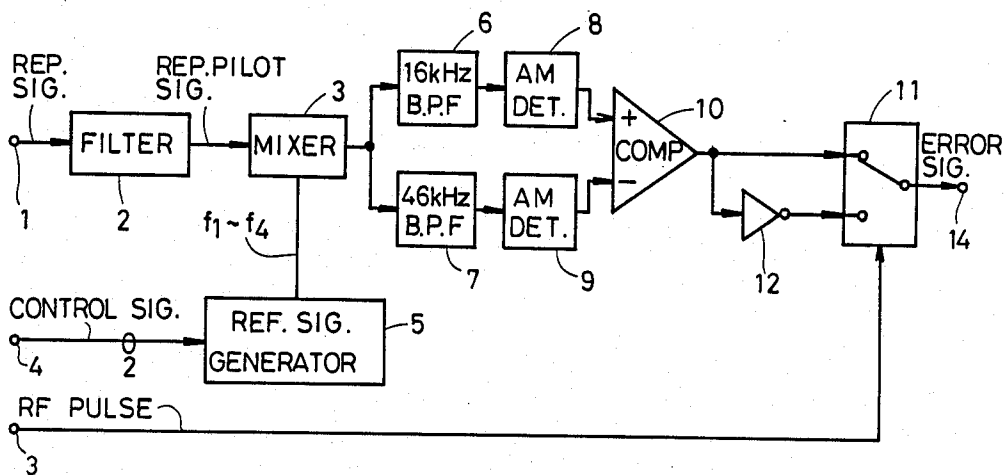 6
8
REP.
SIG.
REP.PILOT
SIG.
3
16kHz
B.P.F
AM
DET.
10
11
FILTER
MIXER
+
COMP
−
ERROR
SIG.
1
2
46kHz
B.P.F
AM
DET.
f1~f4
12
14
7
9
CONTROL SIG.
5
REF. SIG.
GENERATOR
4
2
RF PULSE
3